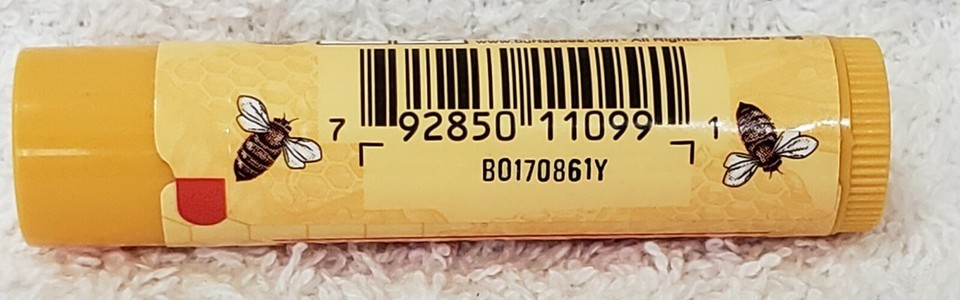 www.burtsbees.com • All Rights Reserved
7 92850 11099 1
B0170861Y